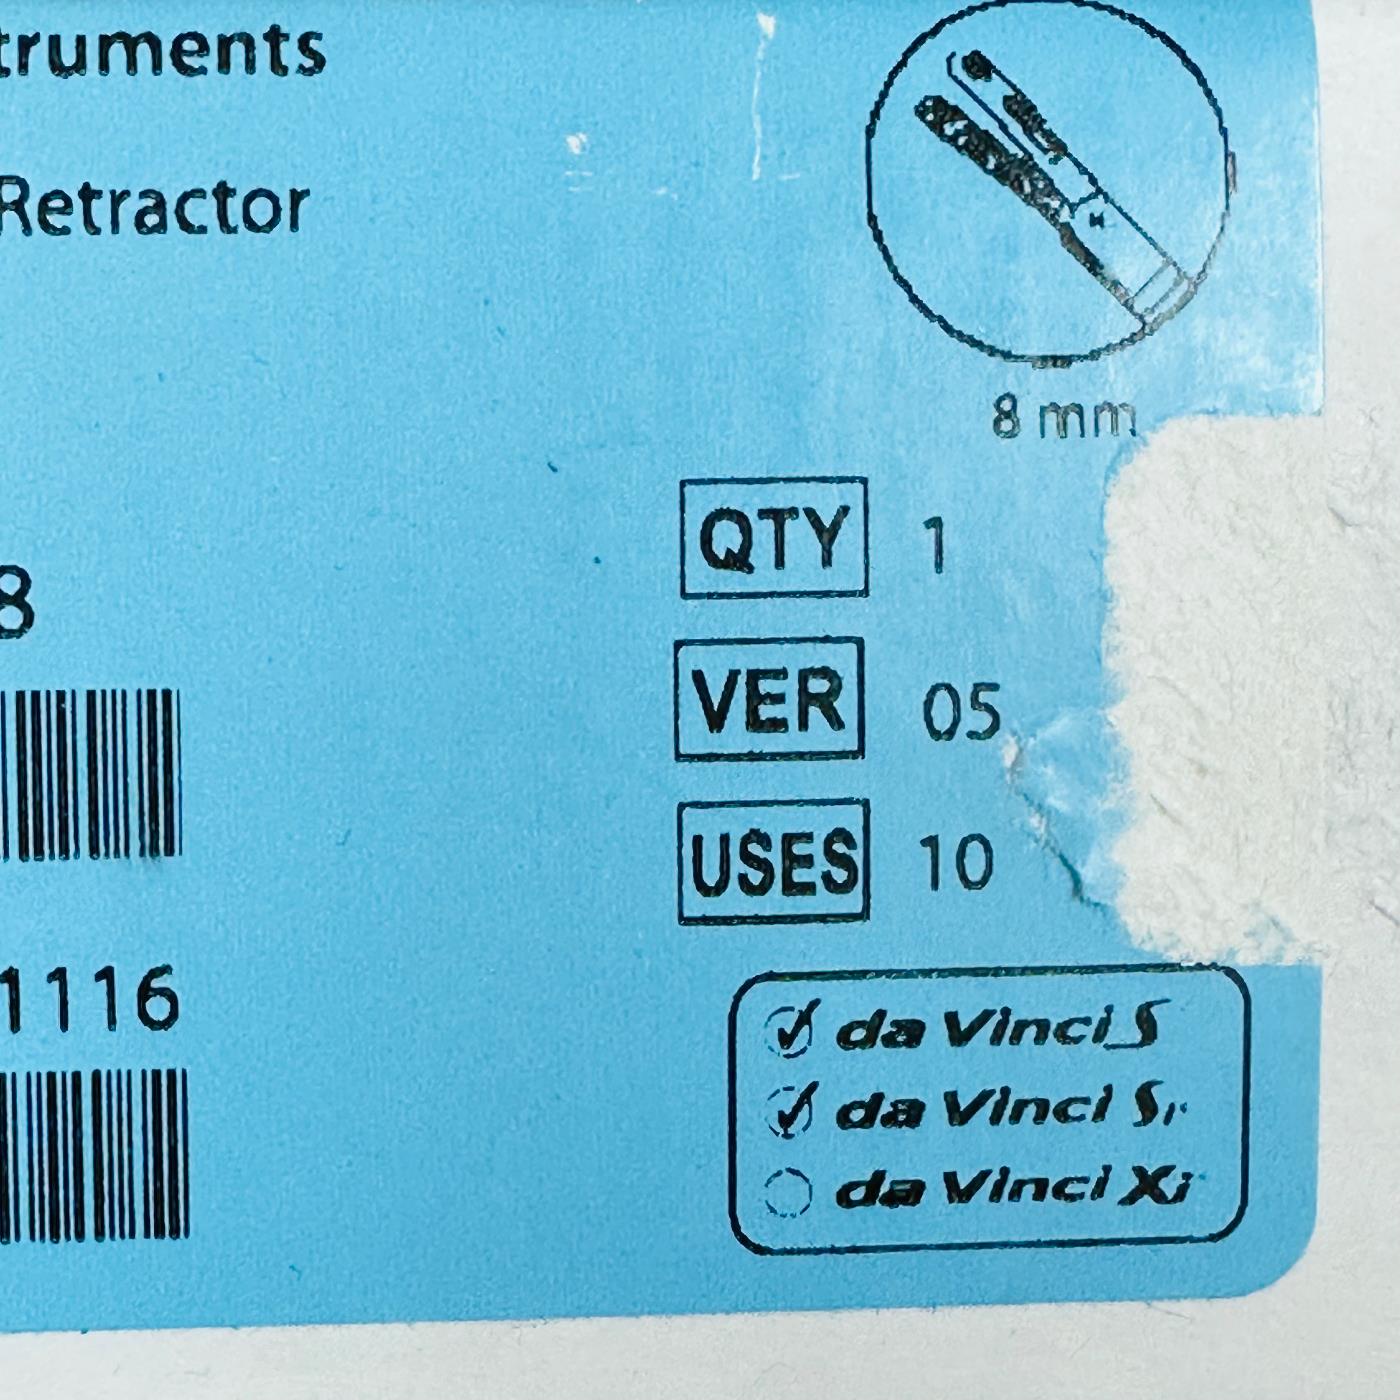 truments
Retractor
8 mm
8
QTY 1
VER 05
USES 10
1116
da Vinci S
da Vinci Si
da Vinci Xi